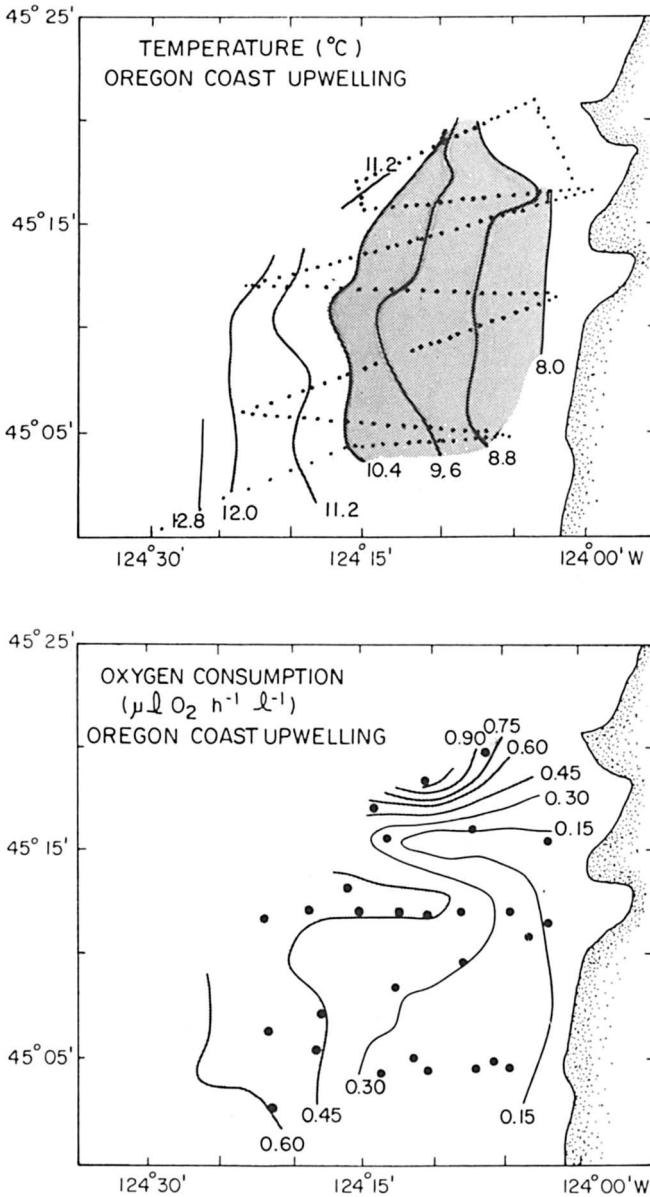 45° 25'
TEMPERATURE (°C)
OREGON COAST UPWELLING
11.2
45° 15'
8.0
45° 05'
10.4 9.6 8.8
12.8 12.0 11.2
124° 30' 124° 15' 124° 00' W
45° 25'
OXYGEN CONSUMPTION
(μl O₂ h⁻¹ l⁻¹)
OREGON COAST UPWELLING
0.90 0.75
0.60
0.45
0.30
0.15
45° 15'
45° 05'
0.30
0.45 0.15
0.60
124° 30' 124° 15' 124° 00' W